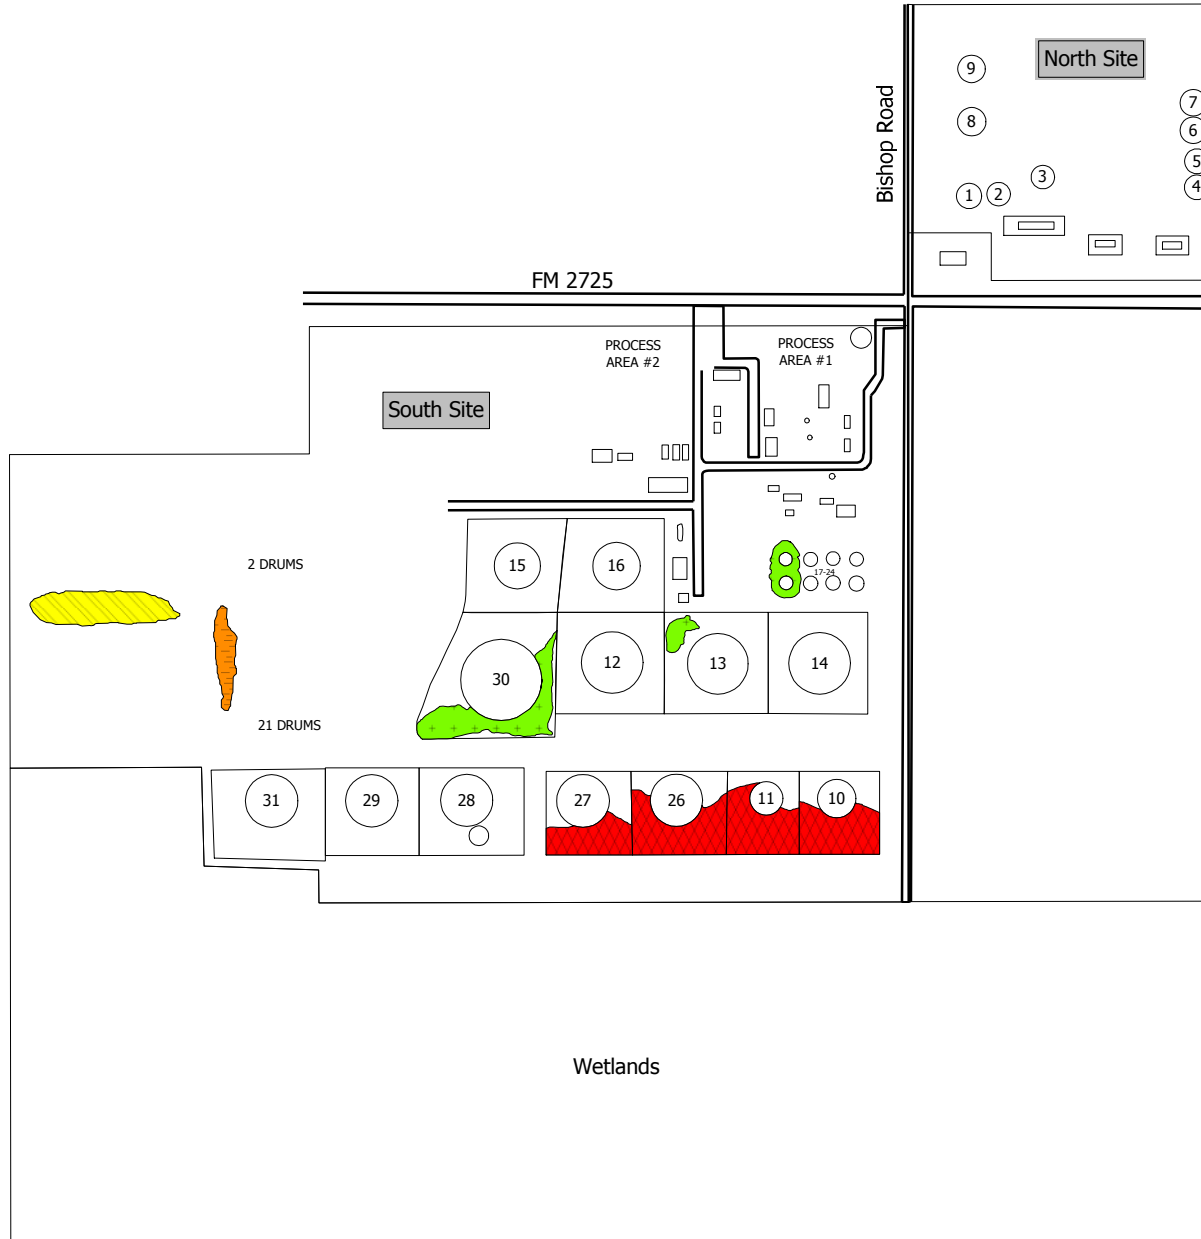 North Site
9
7
8
6
5
3
4
1
2
Bishop Road
FM 2725
PROCESS
AREA #2
PROCESS
AREA #1
South Site
2 DRUMS
15
16
17-24
30
12
13
14
21 DRUMS
31
29
28
27
26
11
10
Wetlands